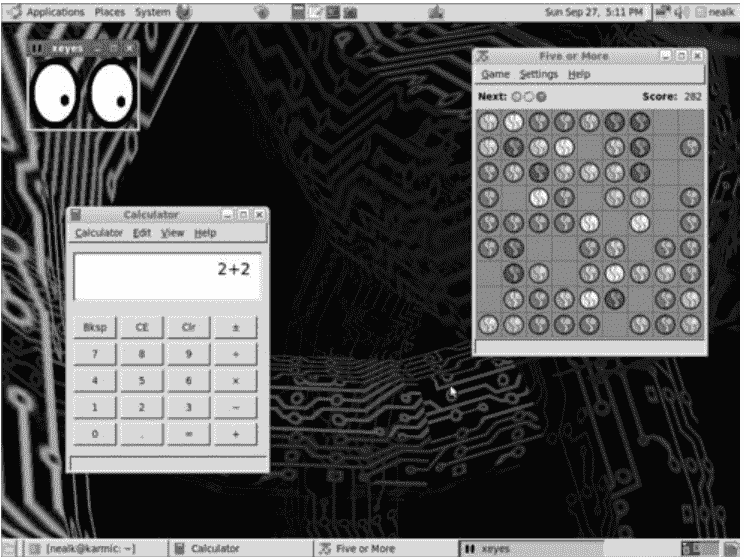 Applications Places System
Sun Sep 27, 5:11 PM nealk
xeyes
Five or More
Game Settings Help
Next: Score: 282
Calculator
Calculator Edit View Help
2+2
Bksp CE Clr ±
7 8 9 ÷
4 5 6 ×
1 2 3 −
0 . = +
[nealk@karmic: ~] Calculator Five or More xeyes